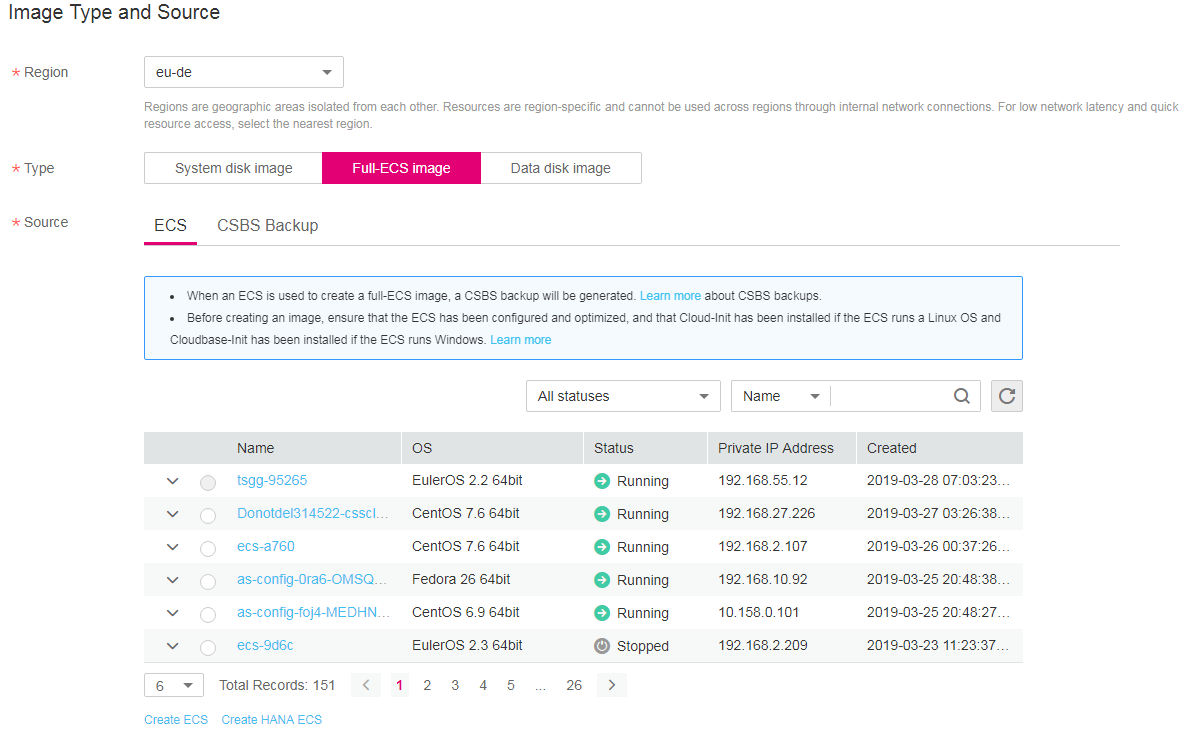 Image Type and Source
* Region
eu-de
Regions are geographic areas isolated from each other. Resources are region-specific and cannot be used across regions through internal network connections. For low network latency and quick
resource access, select the nearest region.
* Type
System disk image
Full-ECS image
Data disk image
* Source
ECS
CSBS Backup
• When an ECS is used to create a full-ECS image, a CSBS backup will be generated. Learn more about CSBS backups.
• Before creating an image, ensure that the ECS has been configured and optimized, and that Cloud-Init has been installed if the ECS runs a Linux OS and
Cloudbase-Init has been installed if the ECS runs Windows. Learn more
All statuses
Name
Name OS Status Private IP Address Created
tsgg-95265 EulerOS 2.2 64bit Running 192.168.55.12 2019-03-28 07:03:23...
Donotdel314522-csscl... CentOS 7.6 64bit Running 192.168.27.226 2019-03-27 03:26:38...
ecs-a760 CentOS 7.6 64bit Running 192.168.2.107 2019-03-26 00:37:26...
as-config-0ra6-OMSQ... Fedora 26 64bit Running 192.168.10.92 2019-03-25 20:48:38...
as-config-foj4-MEDHN... CentOS 6.9 64bit Running 10.158.0.101 2019-03-25 20:48:27...
ecs-9d6c EulerOS 2.3 64bit Stopped 192.168.2.209 2019-03-23 11:23:37...
6 Total Records: 151 < 1 2 3 4 5 ... 26 >
Create ECS Create HANA ECS